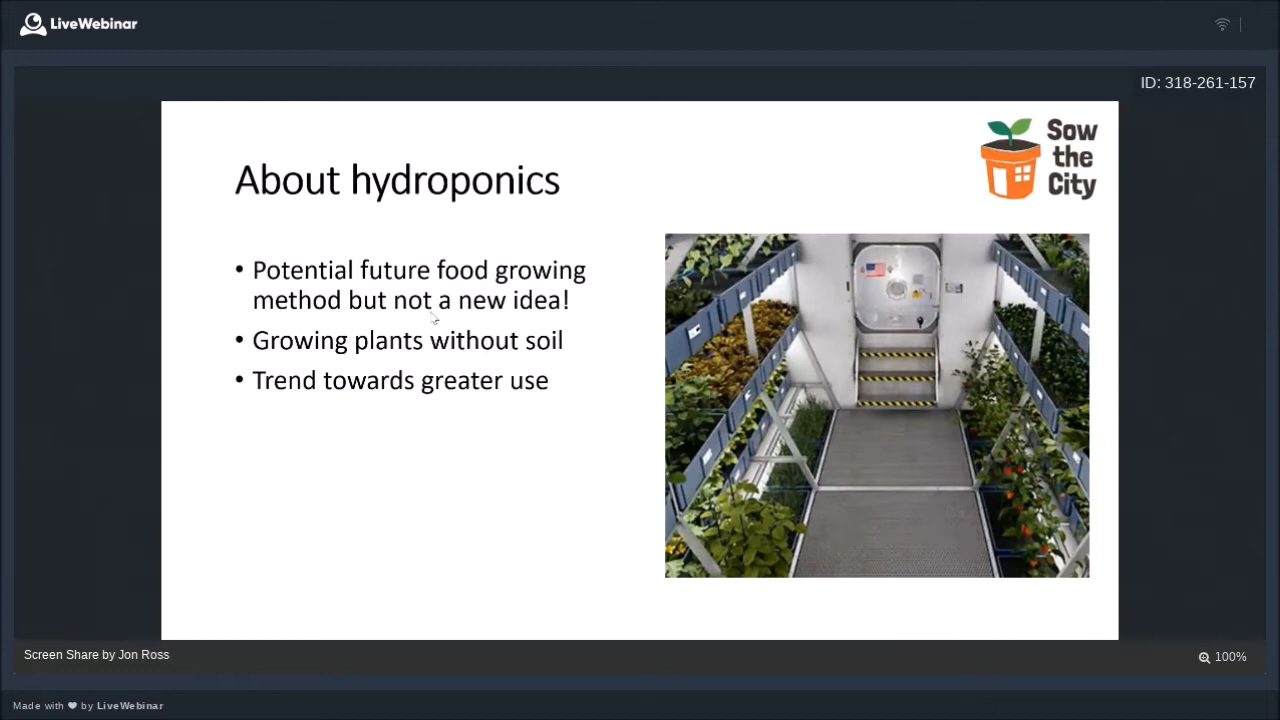 LiveWebinar
ID: 318-261-157
Sow
the
City
About hydroponics
• Potential future food growing
method but not a new idea!
• Growing plants without soil
• Trend towards greater use
Screen Share by Jon Ross
100%
Made with ❤ by LiveWebinar